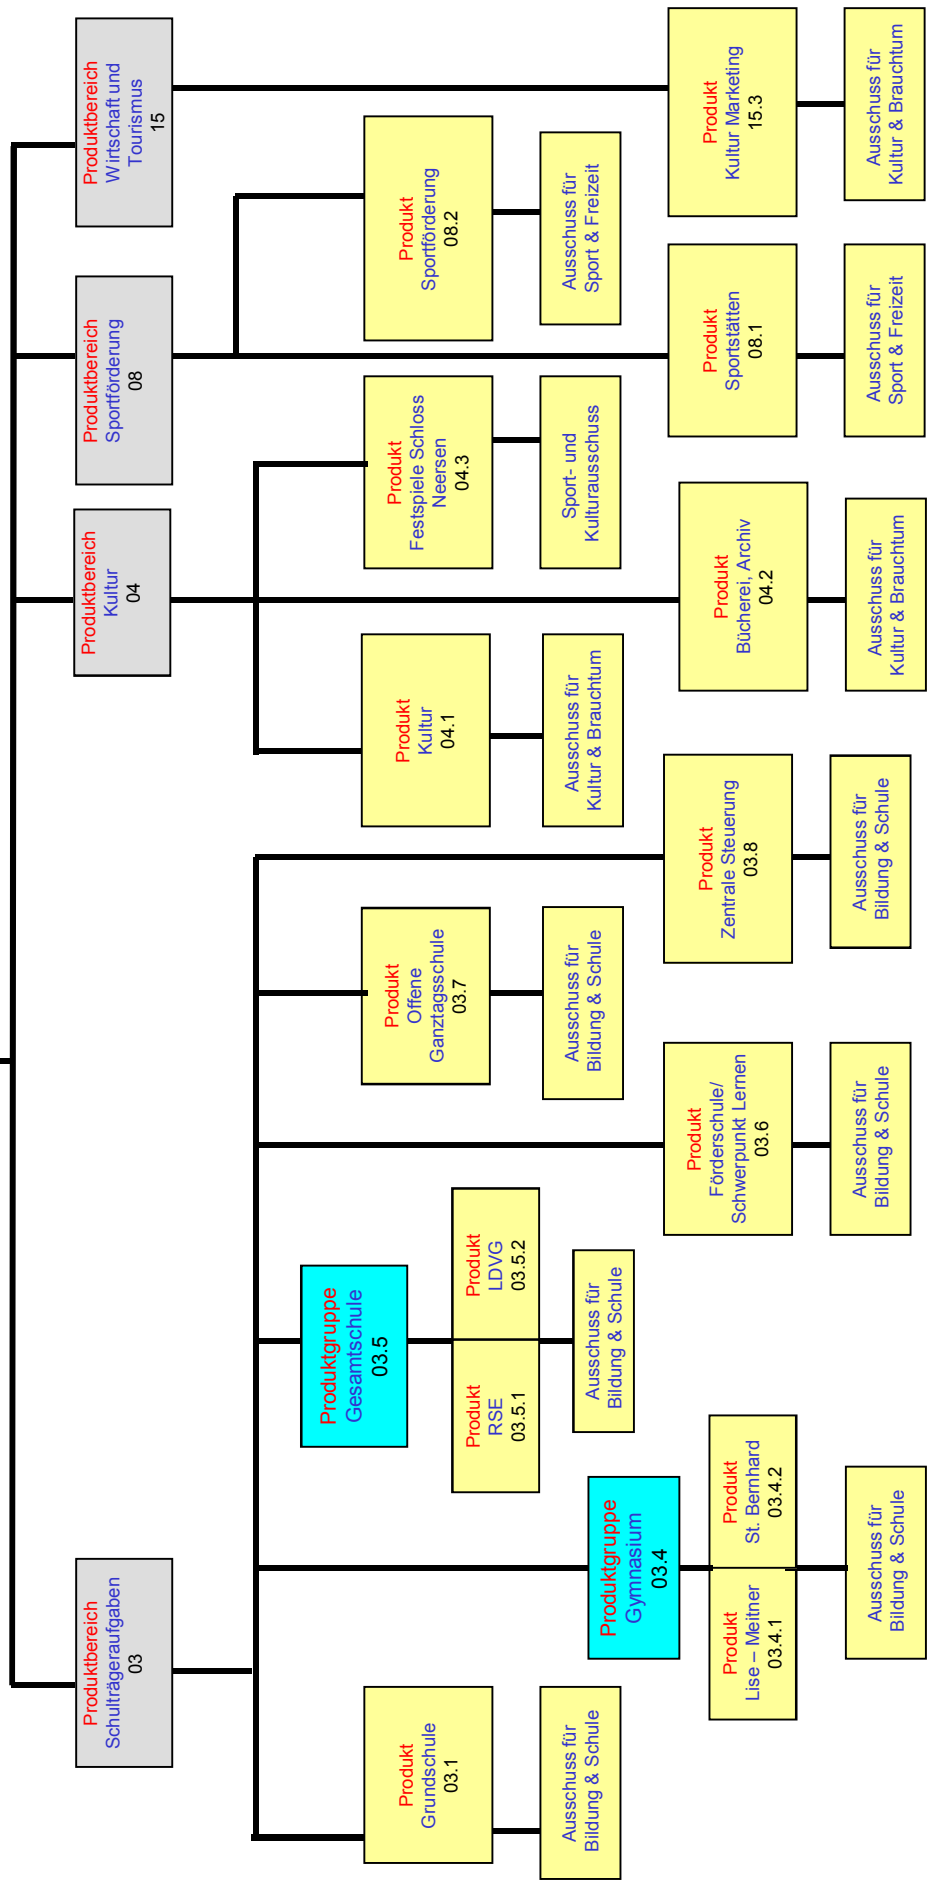 Produktbereich
Schulträgeraufgaben
03
Produktbereich
Kultur
04
Produktbereich
Sportförderung
08
Produktbereich
Wirtschaft und
Tourismus
15
Produkt
Grundschule
03.1
Ausschuss für
Bildung & Schule
Produktgruppe
Gymnasium
03.4
Produkt
Lise – Meitner
03.4.1
Produkt
St. Bernhard
03.4.2
Ausschuss für
Bildung & Schule
Produktgruppe
Gesamtschule
03.5
Produkt
RSE
03.5.1
Produkt
LDVG
03.5.2
Ausschuss für
Bildung & Schule
Produkt
Förderschule/
Schwerpunkt Lernen
03.6
Ausschuss für
Bildung & Schule
Produkt
Offene
Ganztagsschule
03.7
Ausschuss für
Bildung & Schule
Produkt
Zentrale Steuerung
03.8
Ausschuss für
Bildung & Schule
Produkt
Kultur
04.1
Ausschuss für
Kultur & Brauchtum
Produkt
Bücherei, Archiv
04.2
Ausschuss für
Kultur & Brauchtum
Produkt
Festspiele Schloss
Neersen
04.3
Sport- und
Kulturausschuss
Produkt
Sportstätten
08.1
Ausschuss für
Sport & Freizeit
Produkt
Sportförderung
08.2
Ausschuss für
Sport & Freizeit
Produkt
Kultur Marketing
15.3
Ausschuss für
Kultur & Brauchtum